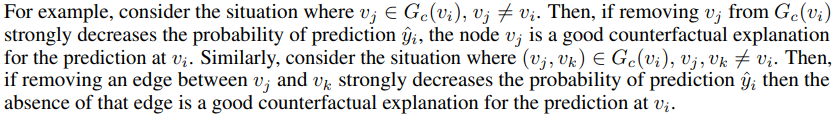 For example, consider the situation where $v_j \in G_c(v_i)$, $v_j \neq v_i$. Then, if removing $v_j$ from $G_c(v_i)$
strongly decreases the probability of prediction $\hat{y}_i$, the node $v_j$ is a good counterfactual explanation
for the prediction at $v_i$. Similarly, consider the situation where $(v_j, v_k) \in G_c(v_i)$, $v_j, v_k \neq v_i$. Then,
if removing an edge between $v_j$ and $v_k$ strongly decreases the probability of prediction $\hat{y}_i$ then the
absence of that edge is a good counterfactual explanation for the prediction at $v_i$.